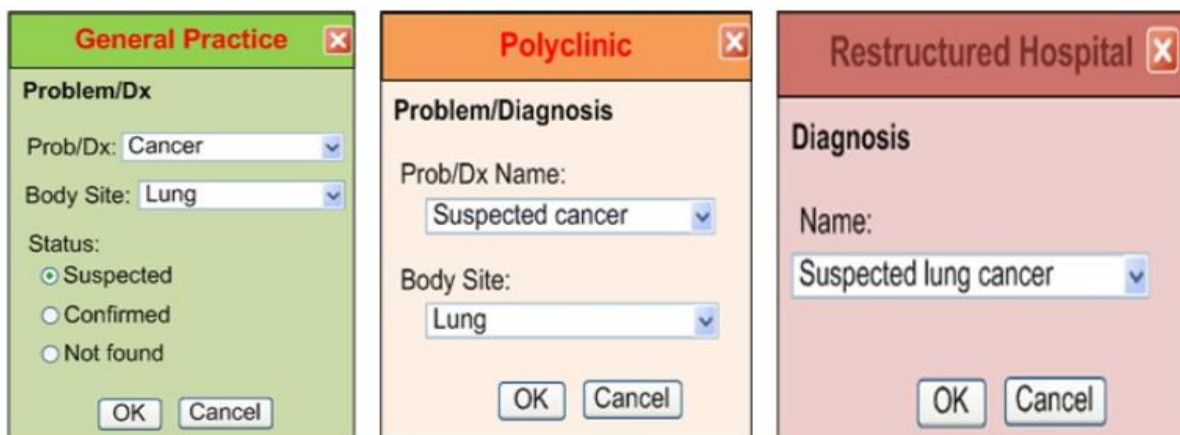 General Practice
Problem/Dx
Prob/Dx: Cancer
Body Site: Lung
Status:
Suspected
Confirmed
Not found
OK Cancel
Polyclinic
Problem/Diagnosis
Prob/Dx Name:
Suspected cancer
Body Site:
Lung
OK Cancel
Restructured Hospital
Diagnosis
Name:
Suspected lung cancer
OK Cancel